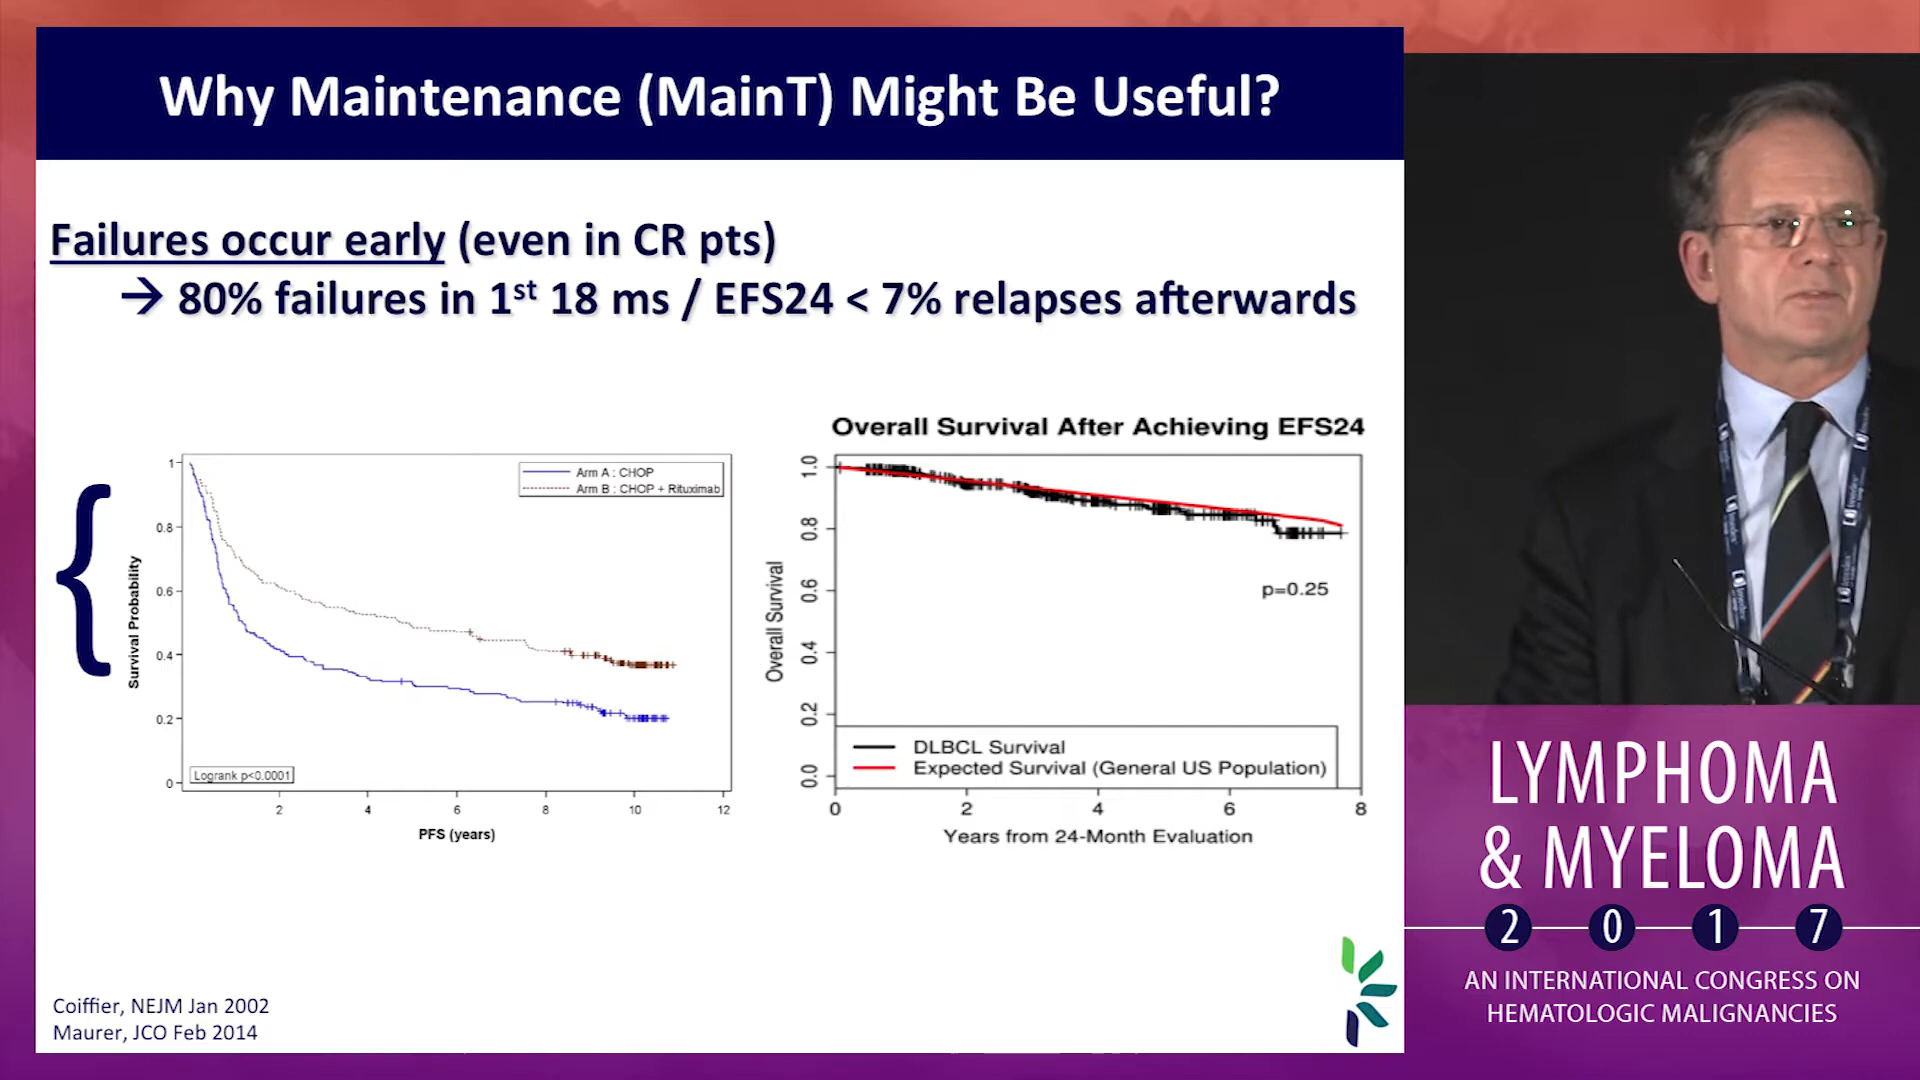 Why Maintenance (MainT) Might Be Useful?
Failures occur early (even in CR pts)
→ 80% failures in 1st 18 ms / EFS24 < 7% relapses afterwards
{
Arm A : CHOP
Arm B : CHOP + Rituximab
1
0.8
0.6
0.4
0.2
0
Survival Probability
Logrank p<0.0001
2 4 6 8 10 12
PFS (years)
Overall Survival After Achieving EFS24
1.0
0.8
0.6
0.4
0.2
0.0
Overall Survival
p=0.25
DLBCL Survival
Expected Survival (General US Population)
0 2 4 6 8
Years from 24-Month Evaluation
Coiffier, NEJM Jan 2002
Maurer, JCO Feb 2014
LYMPHOMA
& MYELOMA
2 0 1 7
AN INTERNATIONAL CONGRESS ON
HEMATOLOGIC MALIGNANCIES